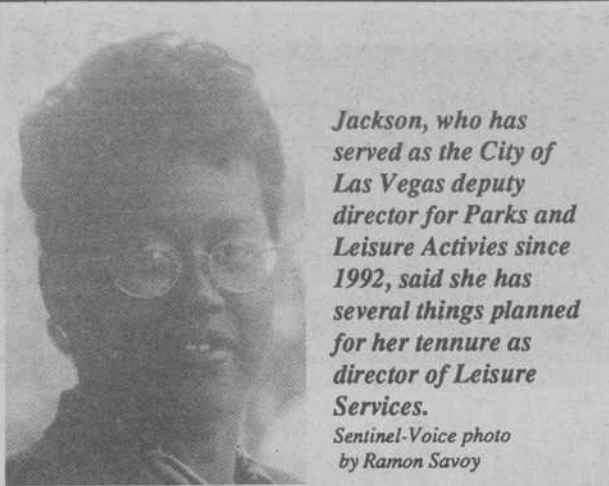 Jackson, who has
served as the City of
Las Vegas deputy
director for Parks and
Leisure Activies since
1992, said she has
several things planned
for her tennure as
director of Leisure
Services.
Sentinel-Voice photo
by Ramon Savoy